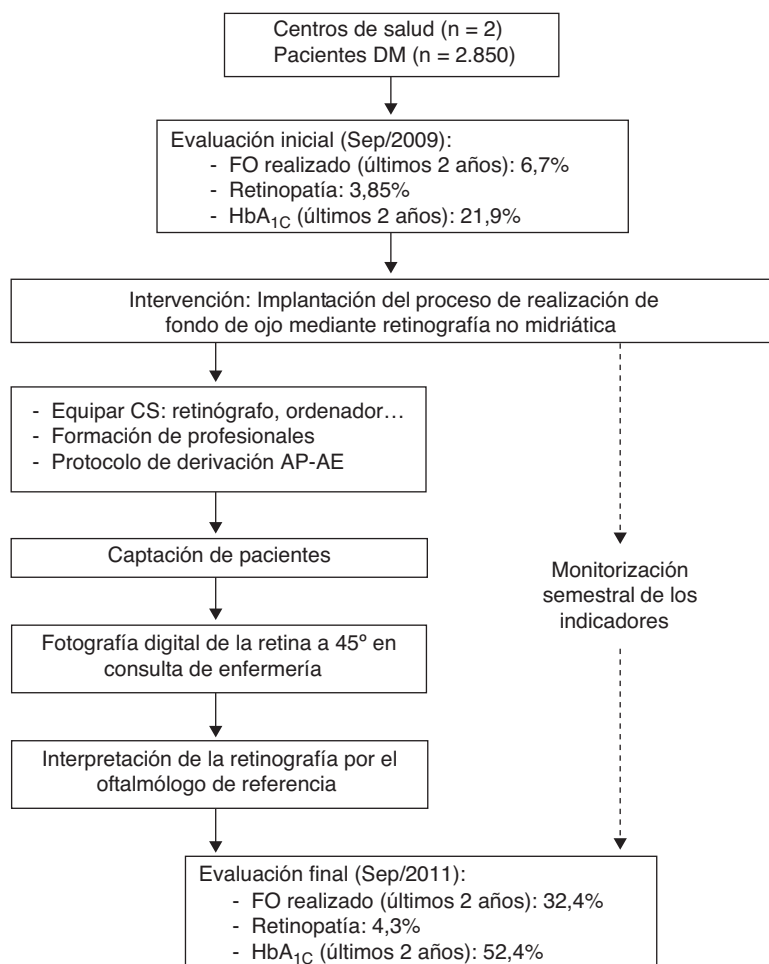 Centros de salud (n = 2)
Pacientes DM (n = 2.850)
Evaluación inicial (Sep/2009):
- FO realizado (últimos 2 años): 6,7%
- Retinopatía: 3,85%
- HbA1C (últimos 2 años): 21,9%
Intervención: Implantación del proceso de realización de
fondo de ojo mediante retinografía no midriática
- Equipar CS: retinógrafo, ordenador…
- Formación de profesionales
- Protocolo de derivación AP-AE
Captación de pacientes
Fotografía digital de la retina a 45º en
consulta de enfermería
Interpretación de la retinografía por el
oftalmólogo de referencia
Monitorización
semestral de los
indicadores
Evaluación final (Sep/2011):
- FO realizado (últimos 2 años): 32,4%
- Retinopatía: 4,3%
- HbA1C (últimos 2 años): 52,4%